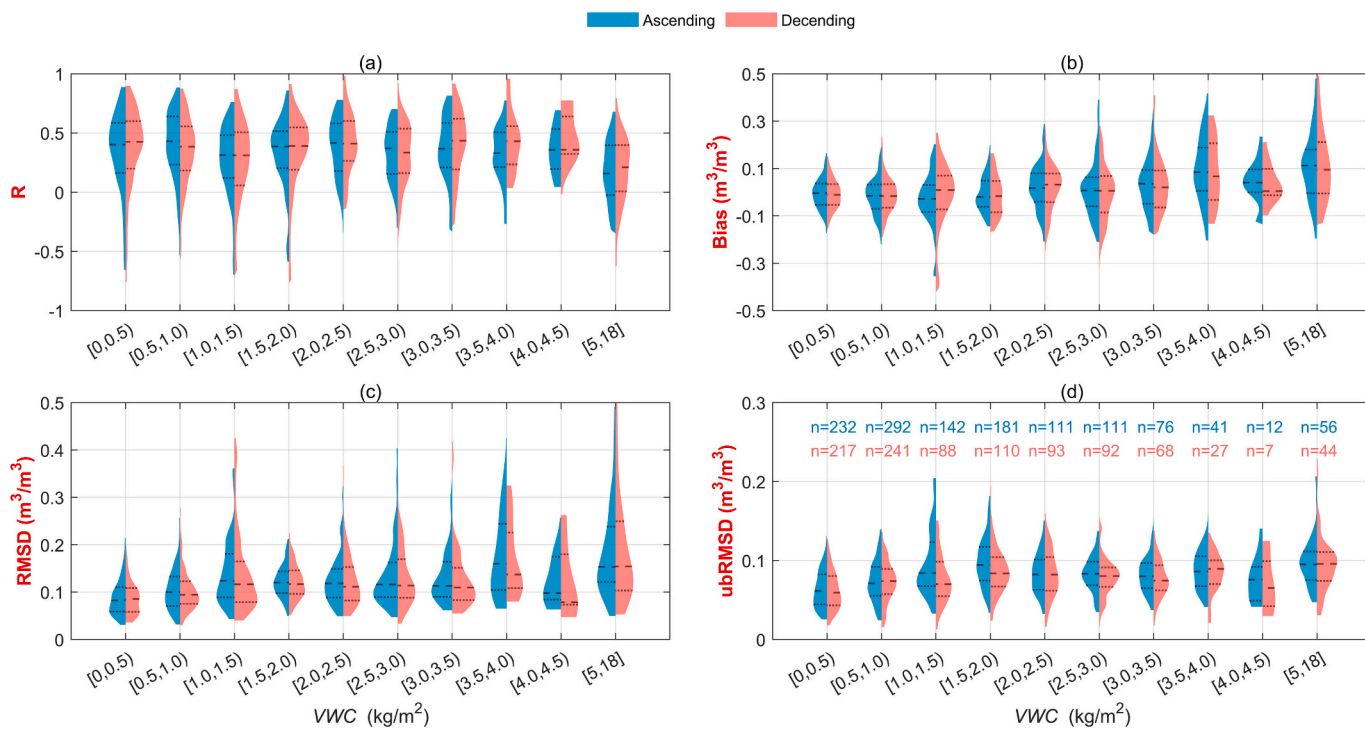 Ascending Decending
(a)
1
0.5
0
0.5
1
R
[0,0.5) [0.5,1.0) [1.0,1.5) [1.5,2.0) [2.0,2.5) [2.5,3.0) [3.0,3.5) [3.5,4.0) [4.0,4.5) [5,18]
(b)
0.5
0.3
0.1
-0.1
-0.3
-0.5
Bias (m³/m³)
[0,0.5) [0.5,1.0) [1.0,1.5) [1.5,2.0) [2.0,2.5) [2.5,3.0) [3.0,3.5) [3.5,4.0) [4.0,4.5) [5,18]
(c)
0.5
0.4
0.3
0.2
0.1
0
RMSD (m³/m³)
[0,0.5) [0.5,1.0) [1.0,1.5) [1.5,2.0) [2.0,2.5) [2.5,3.0) [3.0,3.5) [3.5,4.0) [4.0,4.5) [5,18]
VWC (kg/m²)
(d)
0.3
0.2
0.1
0
ubRMSD (m³/m³)
n=232 n=292 n=142 n=181 n=111 n=111 n=76 n=41 n=12 n=56
n=217 n=241 n=88 n=110 n=93 n=92 n=68 n=27 n=7 n=44
[0,0.5) [0.5,1.0) [1.0,1.5) [1.5,2.0) [2.0,2.5) [2.5,3.0) [3.0,3.5) [3.5,4.0) [4.0,4.5) [5,18]
VWC (kg/m²)